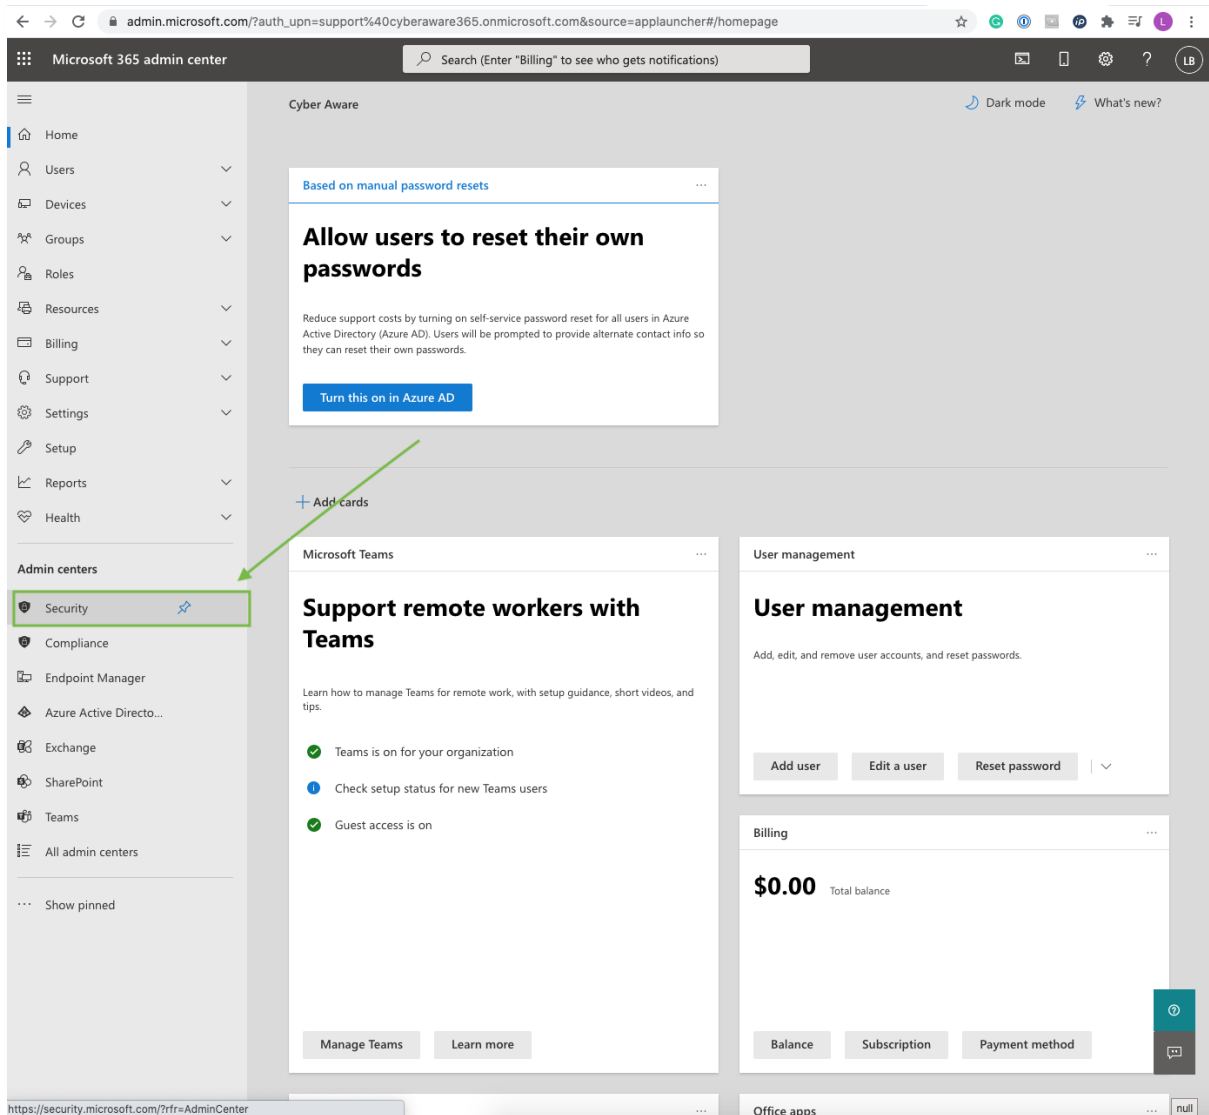 admin.microsoft.com/?auth_upn=support%40cyberaware365.onmicrosoft.com&source=applauncher#/homepage
L
Microsoft 365 admin center
Search (Enter "Billing" to see who gets notifications)
LB
Cyber Aware
Dark mode
What's new?
Home
Users
Devices
Groups
Roles
Resources
Billing
Support
Settings
Setup
Reports
Health
Admin centers
Security
Compliance
Endpoint Manager
Azure Active Directo...
Exchange
SharePoint
Teams
All admin centers
Show pinned
Based on manual password resets
Allow users to reset their own
passwords
Reduce support costs by turning on self-service password reset for all users in Azure
Active Directory (Azure AD). Users will be prompted to provide alternate contact info so
they can reset their own passwords.
Turn this on in Azure AD
Add cards
Microsoft Teams
Support remote workers with
Teams
Learn how to manage Teams for remote work, with setup guidance, short videos, and
tips.
Teams is on for your organization
Check setup status for new Teams users
Guest access is on
Manage Teams
Learn more
User management
User management
Add, edit, and remove user accounts, and reset passwords.
Add user
Edit a user
Reset password
Billing
$0.00 Total balance
Balance
Subscription
Payment method
Office apps
null
https://security.microsoft.com/?rfr=AdminCenter